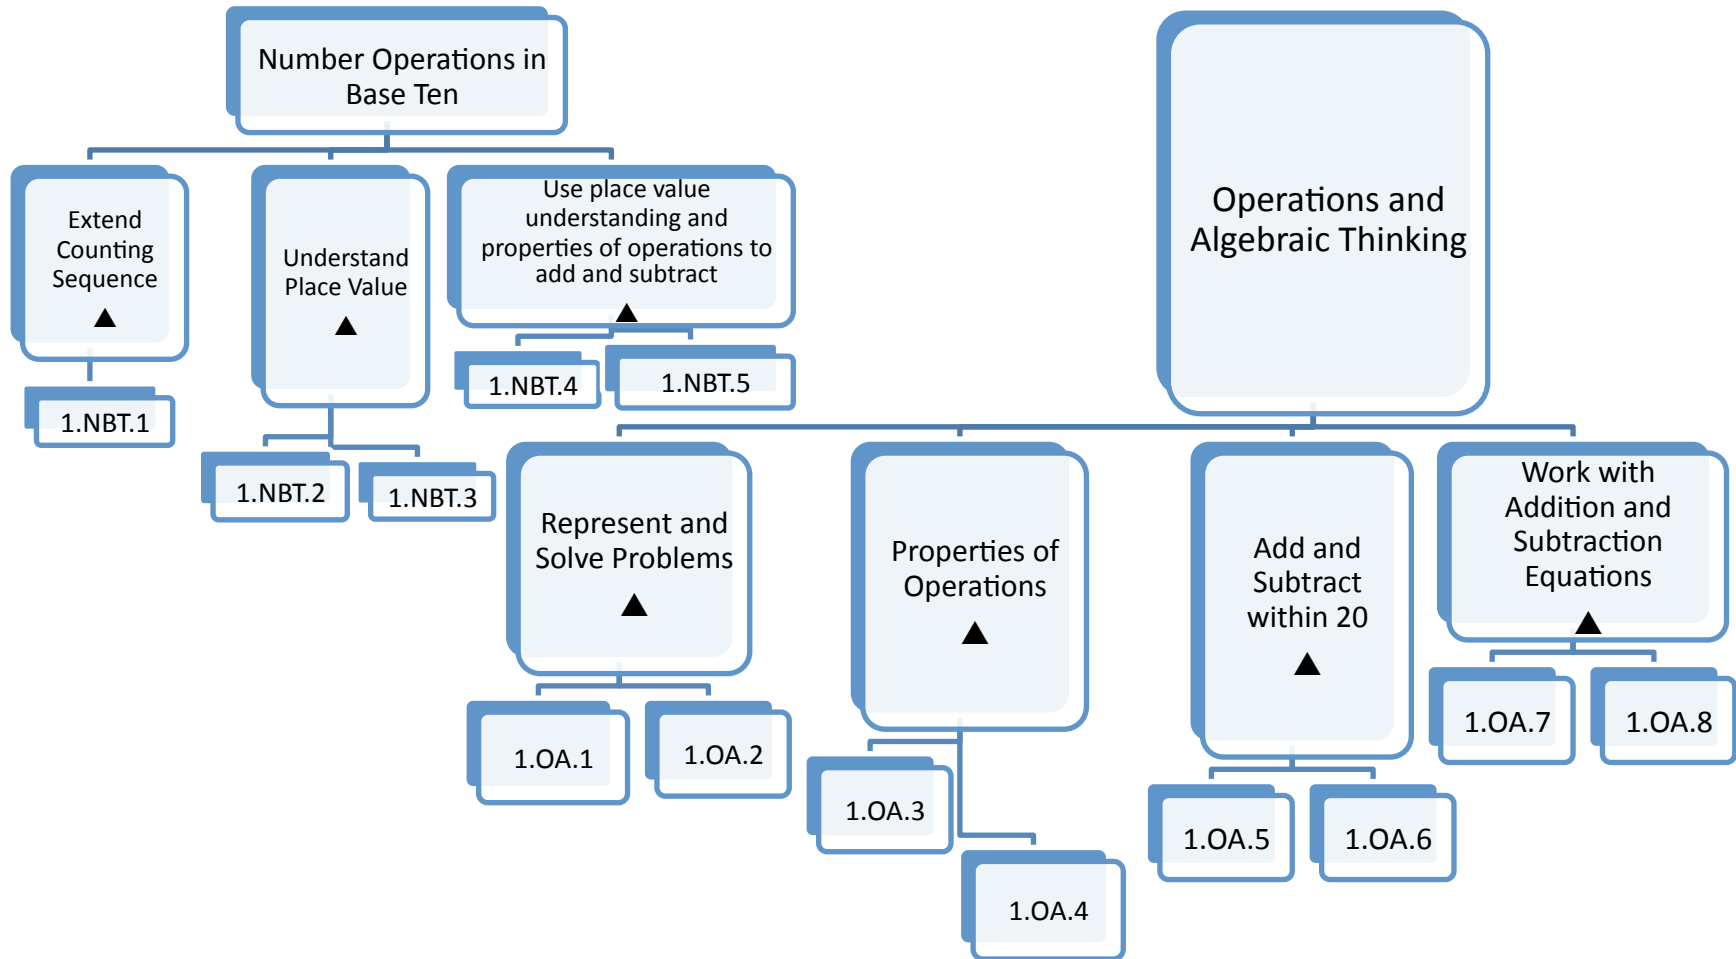 Number Operations in
Base Ten
Extend
Counting
Sequence
▲
1.NBT.1
Understand
Place Value
▲
1.NBT.2
1.NBT.3
Use place value
understanding and
properties of operations to
add and subtract
▲
1.NBT.4
1.NBT.5
Operations and
Algebraic Thinking
Represent and
Solve Problems
▲
1.OA.1
1.OA.2
Properties of
Operations
▲
1.OA.3
1.OA.4
Add and
Subtract
within 20
▲
1.OA.5
1.OA.6
Work with
Addition and
Subtraction
Equations
▲
1.OA.7
1.OA.8